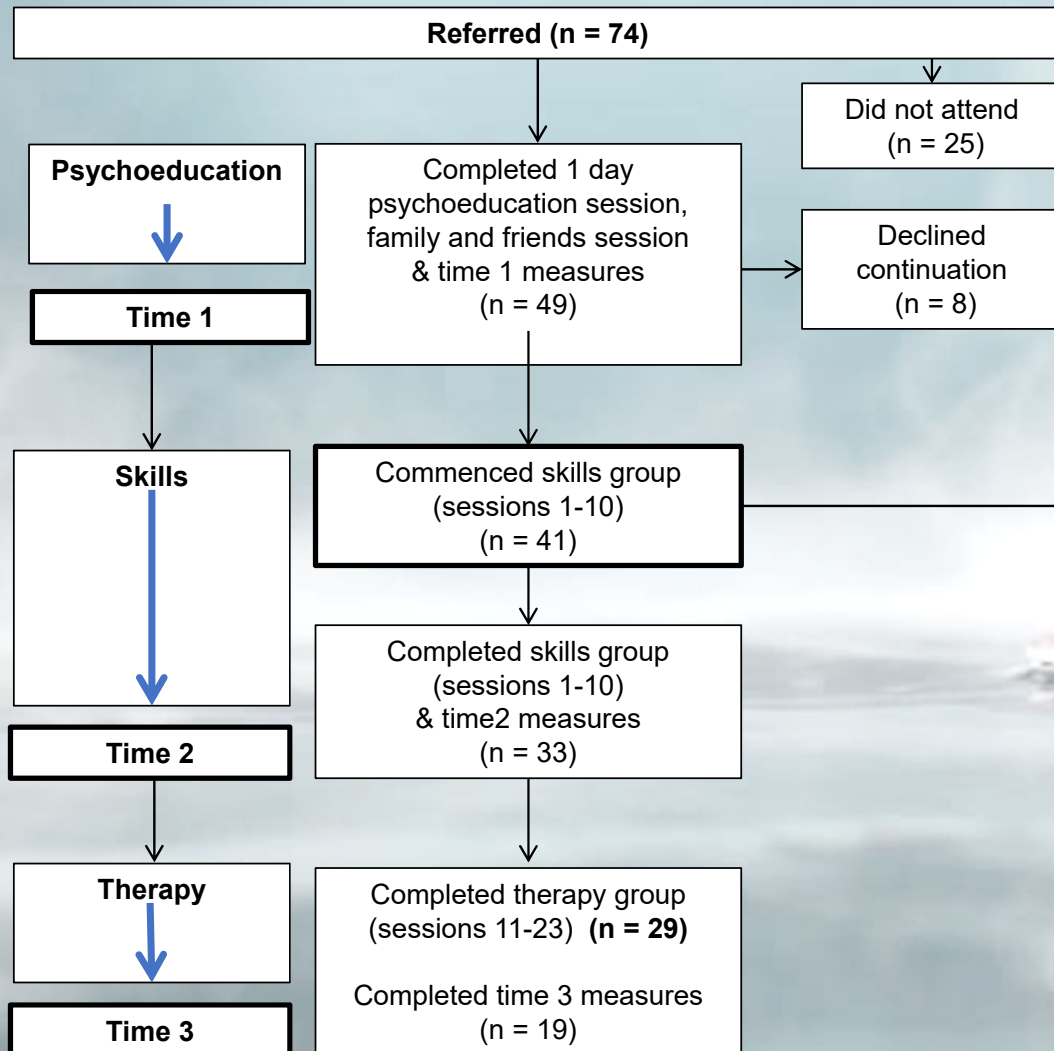 Referred (n = 74)
Did not attend
(n = 25)
Psychoeducation
Completed 1 day
psychoeducation session,
family and friends session
& time 1 measures
(n = 49)
Declined
continuation
(n = 8)
Time 1
Skills
Commenced skills group
(sessions 1-10)
(n = 41)
Completed skills group
(sessions 1-10)
& time2 measures
(n = 33)
Time 2
Therapy
Completed therapy group
(sessions 11-23) (n = 29)
Completed time 3 measures
(n = 19)
Time 3